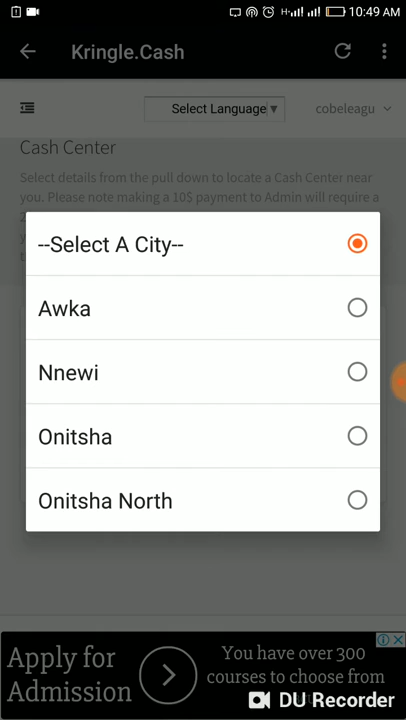 10:49 AM
Kringle.Cash
Select Language
cobeleagu
Cash Center
Select details from the pull down to locate a Cash Center near
you. Please note making a 10$ payment to Admin will require a
--Select A City--
Awka
Nnewi
Onitsha
Onitsha North
Apply for
Admission
You have over 300
courses to choose from
DU Recorder